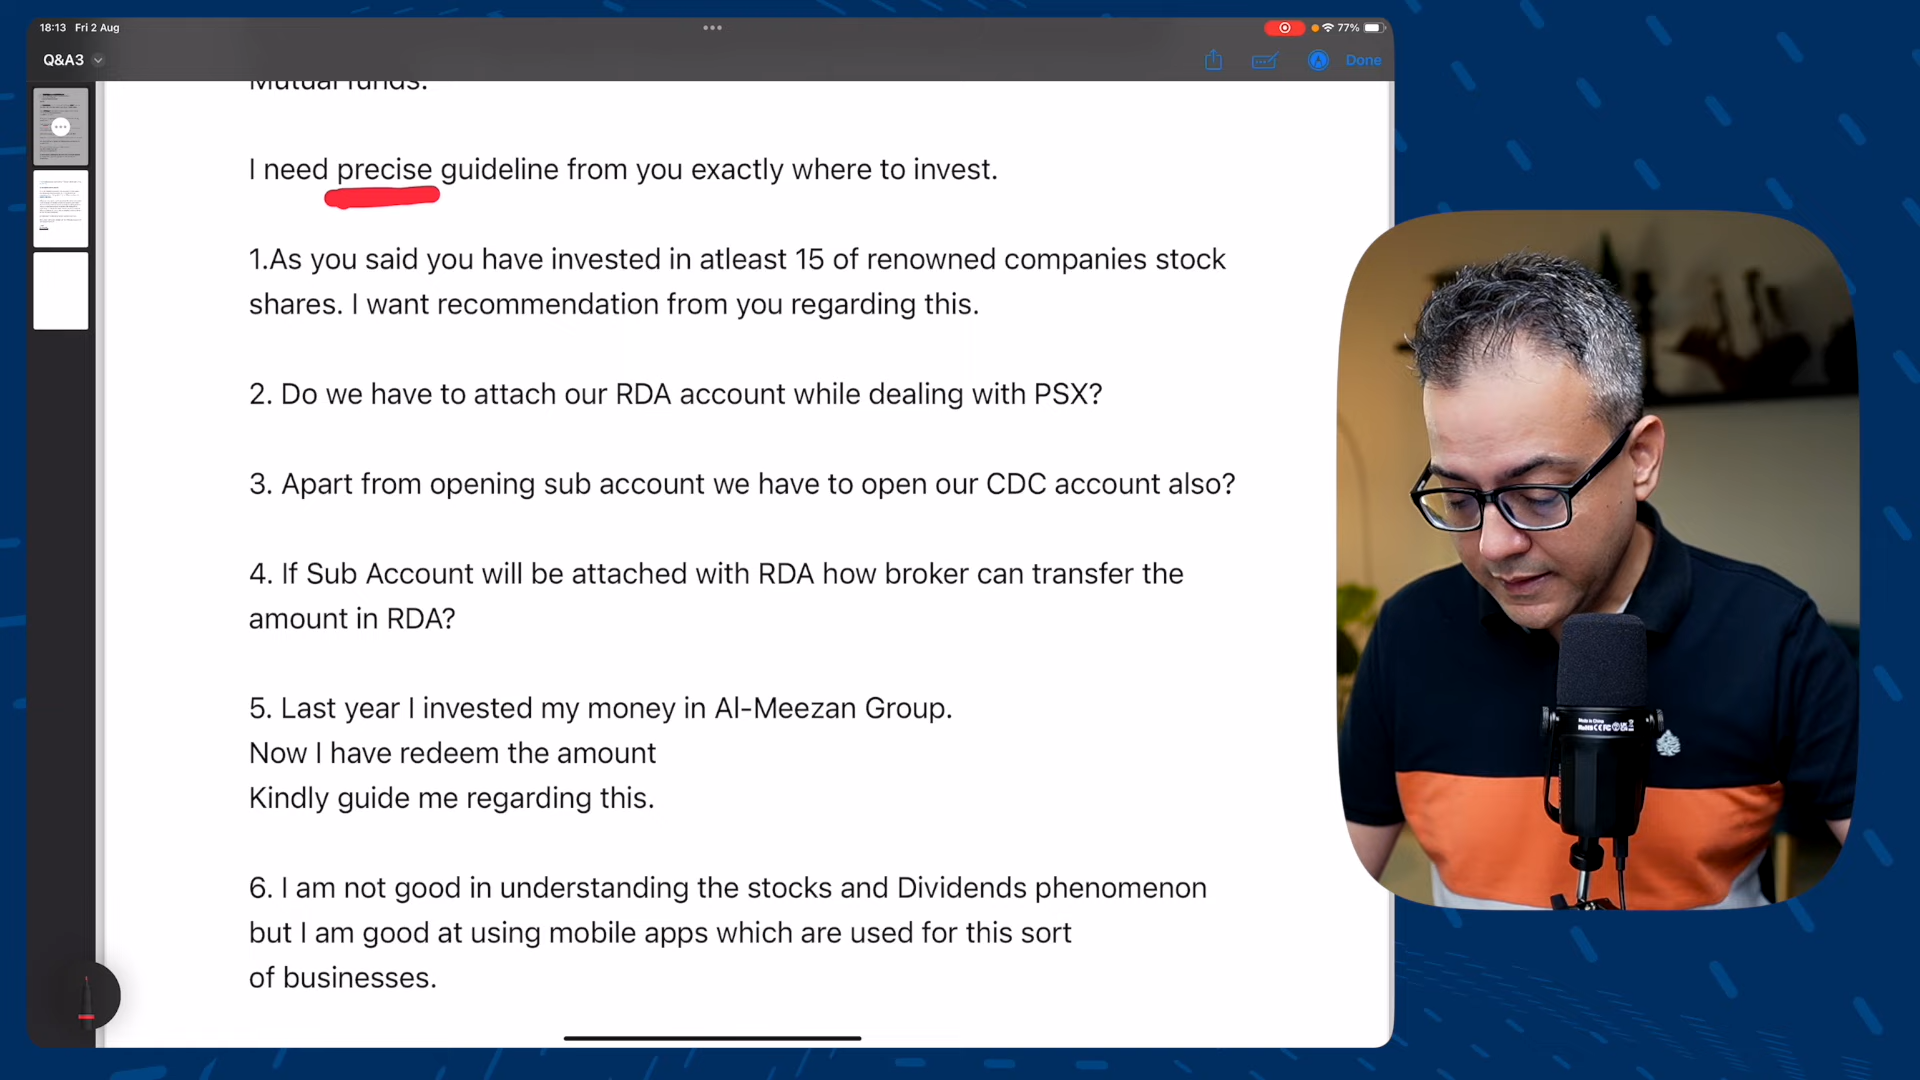 18:13 Fri 2 Aug
77%
Q&A3
Done
Mutual funds.
I need precise guideline from you exactly where to invest.
1.As you said you have invested in atleast 15 of renowned companies stock
shares. I want recommendation from you regarding this.
2. Do we have to attach our RDA account while dealing with PSX?
3. Apart from opening sub account we have to open our CDC account also?
4. If Sub Account will be attached with RDA how broker can transfer the
amount in RDA?
5. Last year I invested my money in Al-Meezan Group.
Now I have redeem the amount
Kindly guide me regarding this.
6. I am not good in understanding the stocks and Dividends phenomenon
but I am good at using mobile apps which are used for this sort
of businesses.